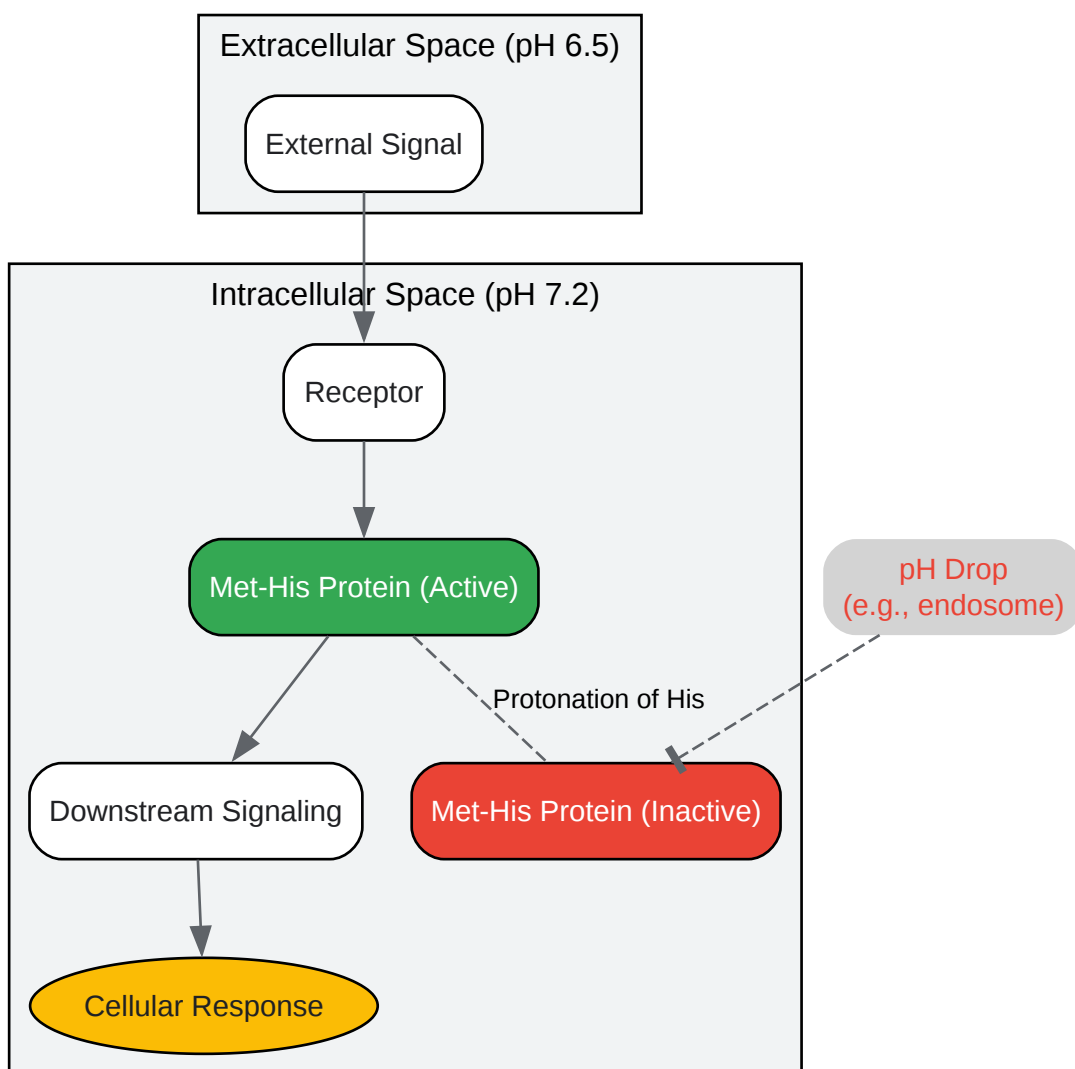 Extracellular Space (pH 6.5)
External Signal
Intracellular Space (pH 7.2)
Receptor
Met-His Protein (Active)
pH Drop
(e.g., endosome)
Protonation of His
Downstream Signaling
Met-His Protein (Inactive)
Cellular Response